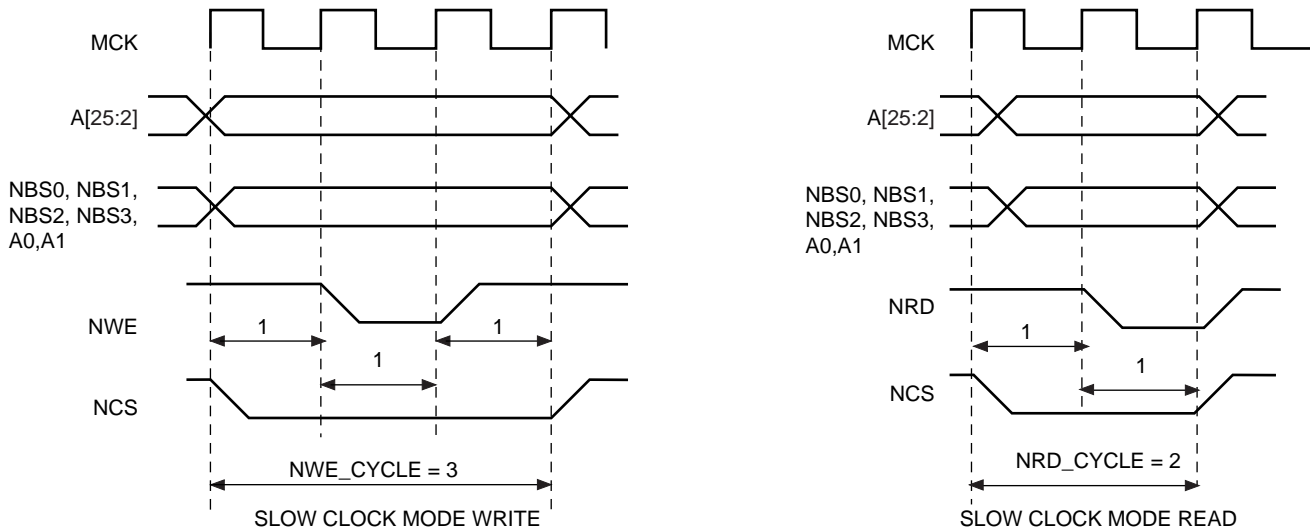 MCK
A[25:2]
NBS0, NBS1,
NBS2, NBS3,
A0,A1
NWE
1
1
1
NCS
NWE_CYCLE = 3
SLOW CLOCK MODE WRITE
MCK
A[25:2]
NBS0, NBS1,
NBS2, NBS3,
A0,A1
NRD
1
1
NCS
NRD_CYCLE = 2
SLOW CLOCK MODE READ